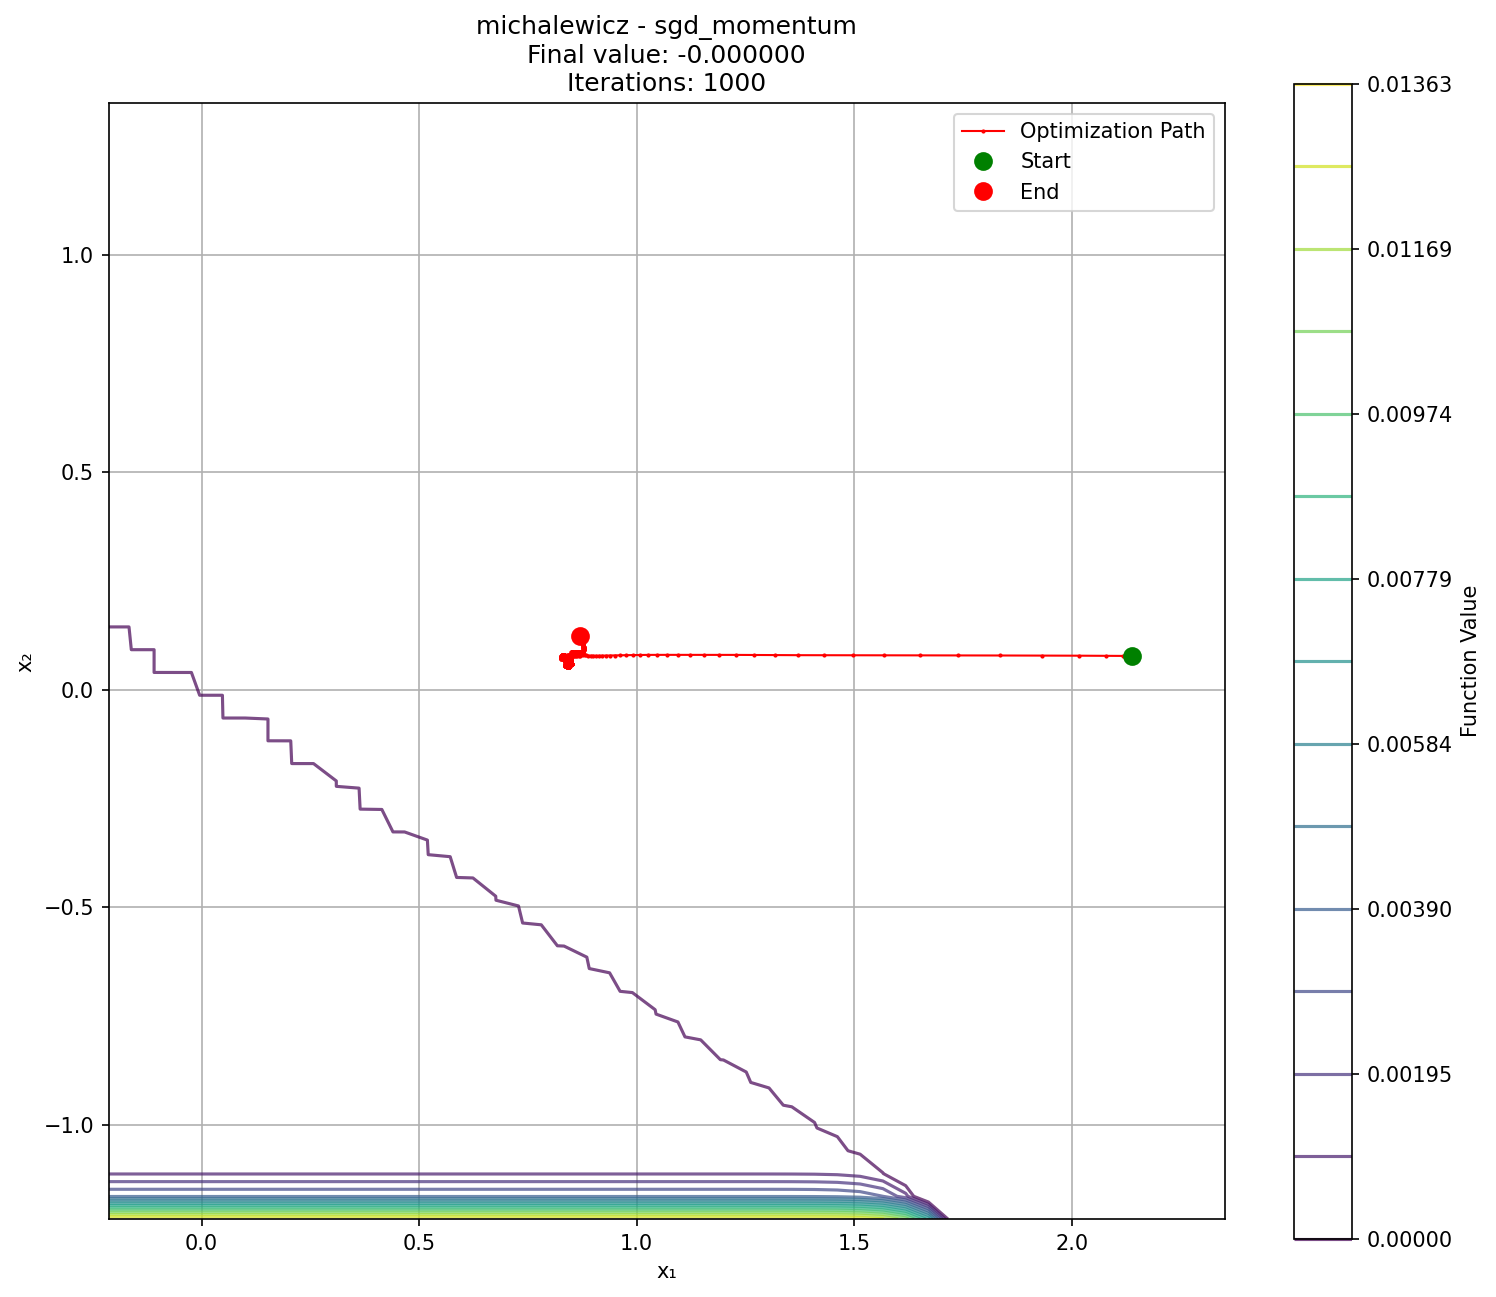 michalewicz - sgd_momentum
Final value: -0.000000
Iterations: 1000
Optimization Path
Start
End
1.0
0.5
0.0
−0.5
−1.0
x₂
0.0
0.5
1.0
1.5
2.0
x₁
0.01363
0.01169
0.00974
0.00779
0.00584
0.00390
0.00195
0.00000
Function Value